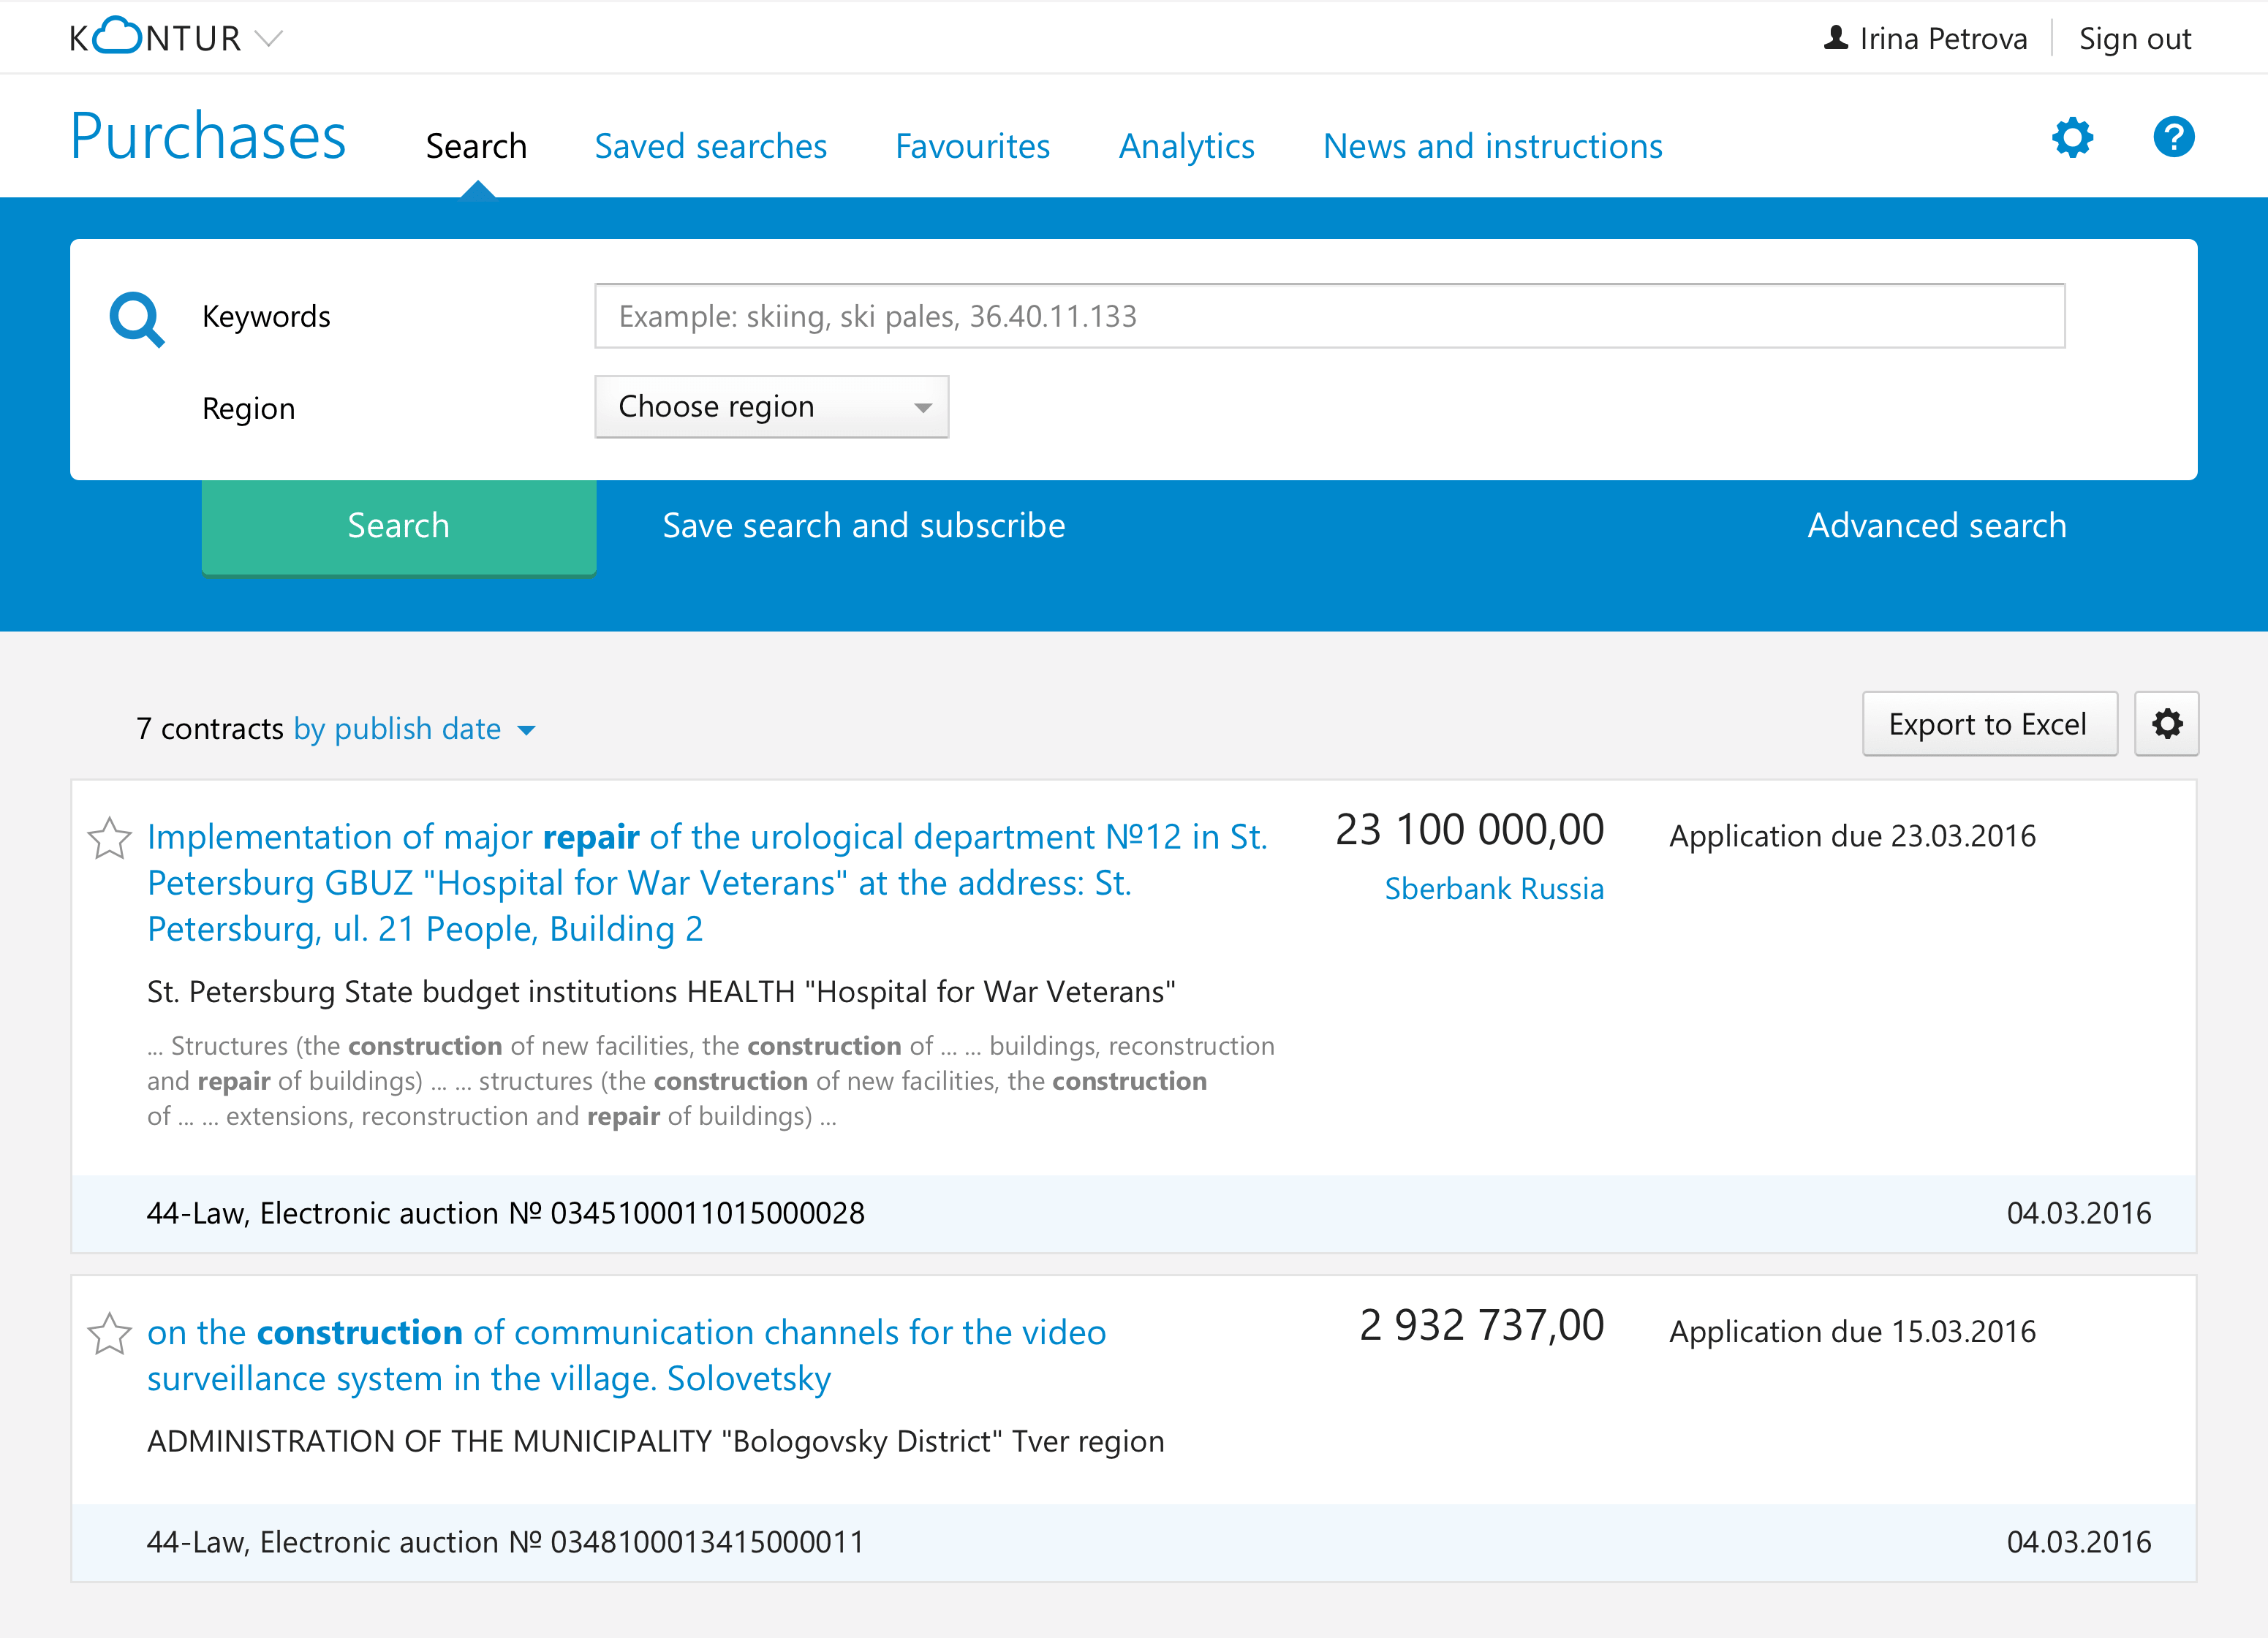 KONTUR
Irina Petrova
Sign out
Purchases
Search
Saved searches
Favourites
Analytics
News and instructions
?
Keywords
Example: skiing, ski pales, 36.40.11.133
Region
Choose region
Search
Save search and subscribe
Advanced search
7 contracts by publish date
Export to Excel
Implementation of major repair of the urological department №12 in St.
Petersburg GBUZ "Hospital for War Veterans" at the address: St.
Petersburg, ul. 21 People, Building 2
23 100 000,00
Sberbank Russia
Application due 23.03.2016
St. Petersburg State budget institutions HEALTH "Hospital for War Veterans"
... Structures (the construction of new facilities, the construction of ... ... buildings, reconstruction
and repair of buildings) ... ... structures (the construction of new facilities, the construction
of ... ... extensions, reconstruction and repair of buildings) ...
44-Law, Electronic auction № 0345100011015000028
04.03.2016
on the construction of communication channels for the video
surveillance system in the village. Solovetsky
2 932 737,00
Application due 15.03.2016
ADMINISTRATION OF THE MUNICIPALITY "Bologovsky District" Tver region
44-Law, Electronic auction № 0348100013415000011
04.03.2016